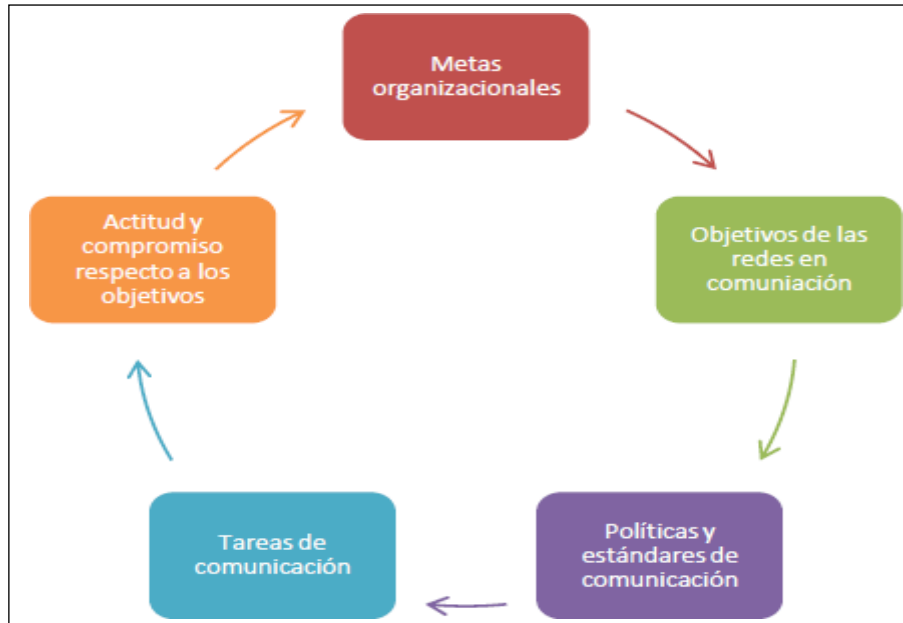 Metas
organizacionales
Objetivos de las
redes en
comuniación
Políticas y
estándares de
comunicación
Tareas de
comunicación
Actitud y
compromiso
respecto a los
objetivos